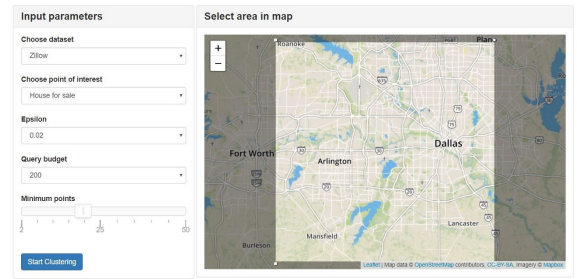 Input parameters
Choose dataset
Zillow
Choose point of interest
House for sale
Epsilon
0.02
Query budget
200
Minimum points
2
25
50
Start Clustering
Select area in map
+
−
Roanoke
Plano
75
75
Dallas
Fort Worth
Arlington
Lancaster
Mansfield
Burleson
Leaflet | Map data © OpenStreetMap contributors, CC-BY-SA, Imagery © Mapbox